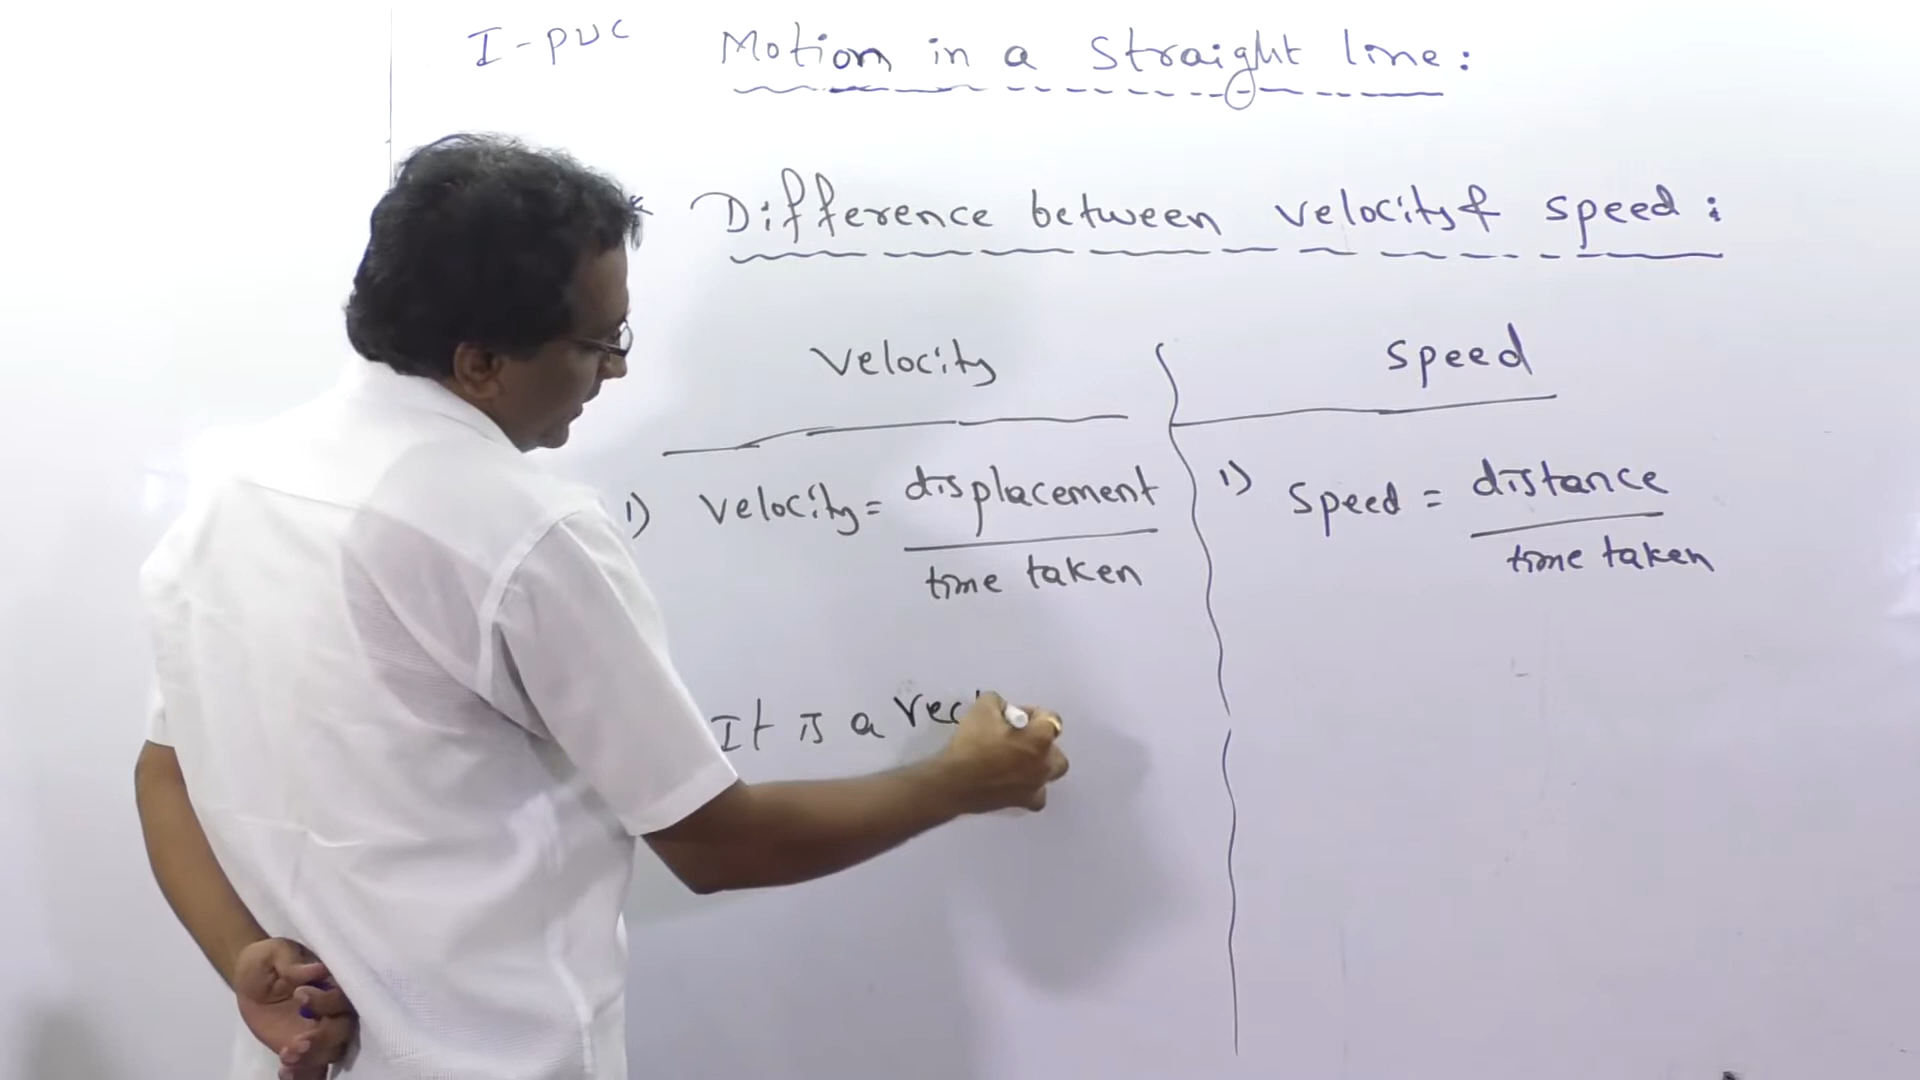 I-PUC Motion in a Straight line:
* Difference between velocity & speed:
Velocity
Speed
1) Velocity = displacement
time taken
1) Speed = distance
time taken
It is a